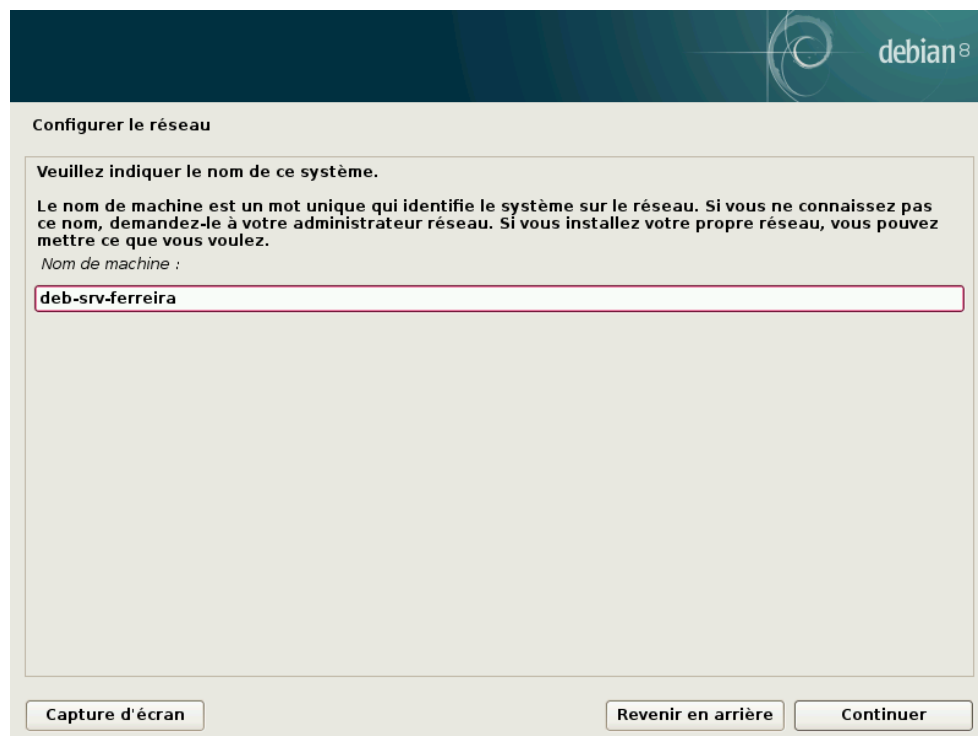 debian 8
Configurer le réseau
Veuillez indiquer le nom de ce système.
Le nom de machine est un mot unique qui identifie le système sur le réseau. Si vous ne connaissez pas
ce nom, demandez-le à votre administrateur réseau. Si vous installez votre propre réseau, vous pouvez
mettre ce que vous voulez.
Nom de machine :
deb-srv-ferreira
Capture d'écran
Revenir en arrière
Continuer